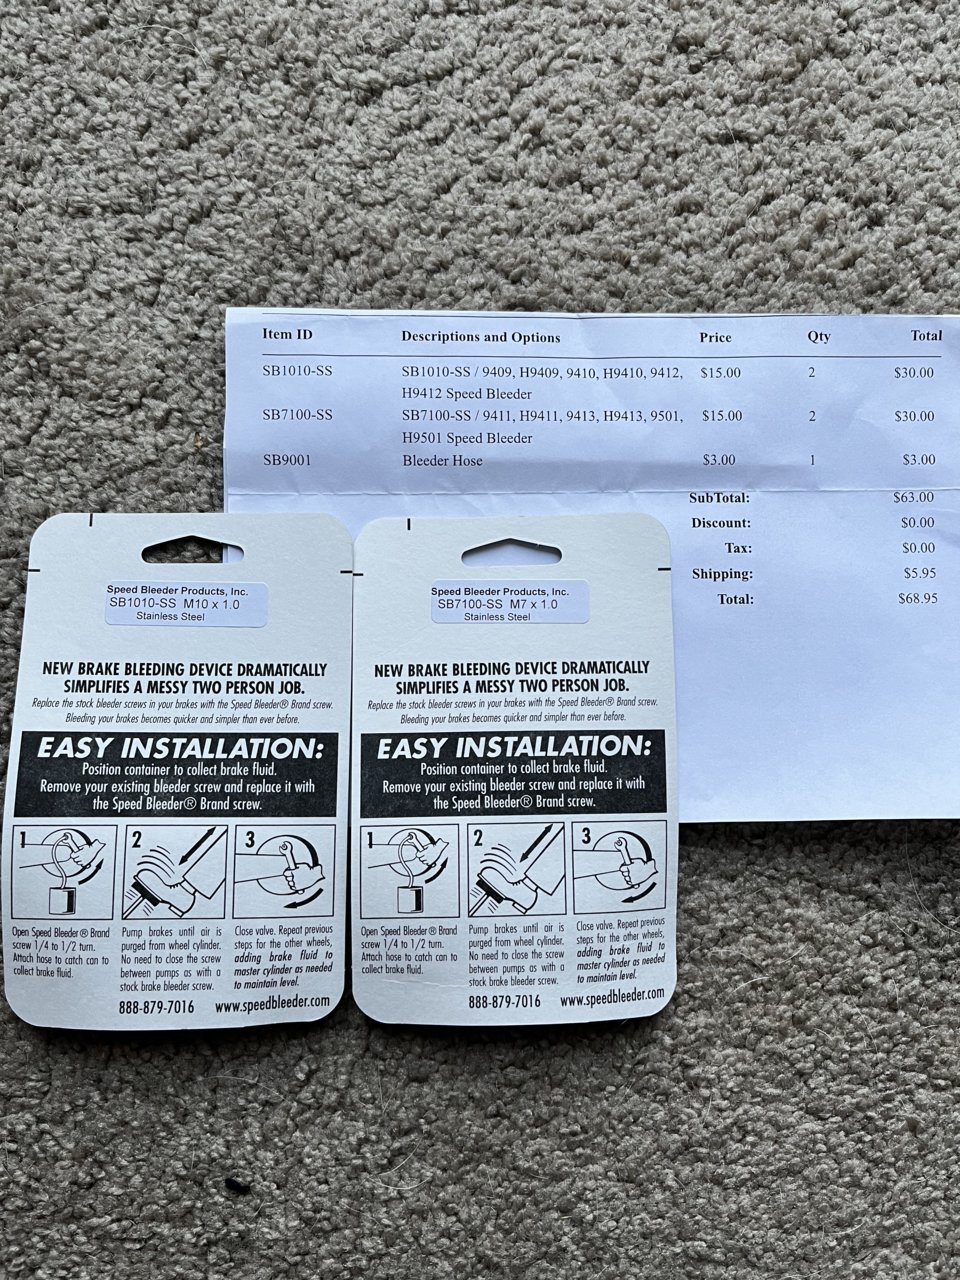 Item ID Descriptions and Options Price Qty Total
SB1010-SS SB1010-SS / 9409, H9409, 9410, H9410, 9412, $15.00 2 $30.00
H9412 Speed Bleeder
SB7100-SS SB7100-SS / 9411, H9411, 9413, H9413, 9501, $15.00 2 $30.00
H9501 Speed Bleeder
SB9001 Bleeder Hose $3.00 1 $3.00
SubTotal: $63.00
Discount: $0.00
Tax: $0.00
Shipping: $5.95
Total: $68.95
Speed Bleeder Products, Inc.
SB1010-SS M10 x 1.0
Stainless Steel
NEW BRAKE BLEEDING DEVICE DRAMATICALLY
SIMPLIFIES A MESSY TWO PERSON JOB.
Replace the stock bleeder screws in your brakes with the Speed Bleeder® Brand screw.
Bleeding your brakes becomes quicker and simpler than ever before.
EASY INSTALLATION:
Position container to collect brake fluid.
Remove your existing bleeder screw and replace it with
the Speed Bleeder® Brand screw.
1
2
3
Open Speed Bleeder® Brand
screw 1/4 to 1/2 turn.
Attach hose to catch can to
collect brake fluid.
Pump brakes until air is
purged from wheel cylinder.
No need to close the screw
between pumps as with a
stock brake bleeder screw.
Close valve. Repeat previous
steps for the other wheels,
adding brake fluid to
master cylinder as needed
to maintain level.
888-879-7016 www.speedbleeder.com
Speed Bleeder Products, Inc.
SB7100-SS M7 x 1.0
Stainless Steel
NEW BRAKE BLEEDING DEVICE DRAMATICALLY
SIMPLIFIES A MESSY TWO PERSON JOB.
Replace the stock bleeder screws in your brakes with the Speed Bleeder® Brand screw.
Bleeding your brakes becomes quicker and simpler than ever before.
EASY INSTALLATION:
Position container to collect brake fluid.
Remove your existing bleeder screw and replace it with
the Speed Bleeder® Brand screw.
1
2
3
Open Speed Bleeder® Brand
screw 1/4 to 1/2 turn.
Attach hose to catch can to
collect brake fluid.
Pump brakes until air is
purged from wheel cylinder.
No need to close the screw
between pumps as with a
stock brake bleeder screw.
Close valve. Repeat previous
steps for the other wheels,
adding brake fluid to
master cylinder as needed
to maintain level.
888-879-7016 www.speedbleeder.com